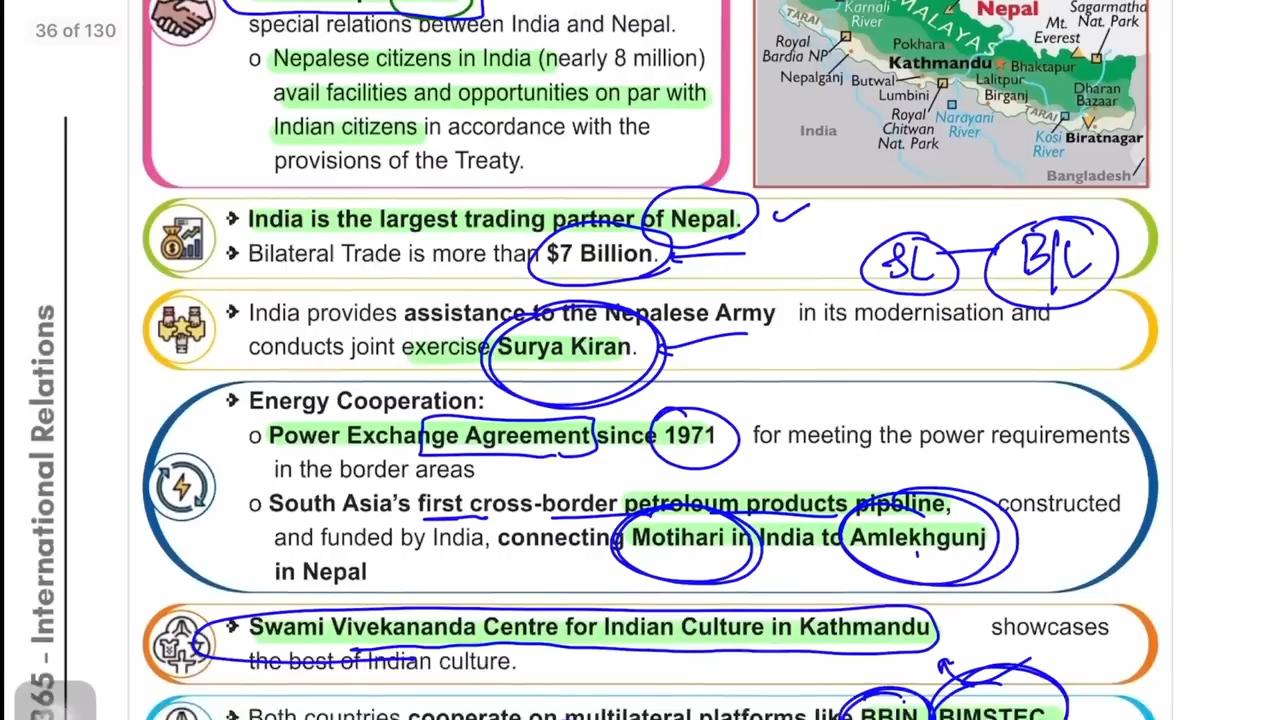 36 of 130
special relations between India and Nepal.
o Nepalese citizens in India (nearly 8 million)
avail facilities and opportunities on par with
Indian citizens in accordance with the
provisions of the Treaty.
TARAI
Karnali
River
HIMALAYAS
Nepal
Sagarmatha
Nat. Park
Mt.
Everest
Royal
Bardia NP
Pokhara
Kathmandu
Bhaktapur
Nepalganj
Butwal
Lalitpur
Lumbini
Birganj
Dharan
Bazaar
Royal
Chitwan
Nat. Park
Narayani
River
TARAI
India
Kosi
River
Biratnagar
Bangladesh
India is the largest trading partner of Nepal.
Bilateral Trade is more than $7 Billion.
SL
B/L
India provides assistance to the Nepalese Army in its modernisation and
conducts joint exercise Surya Kiran.
Energy Cooperation:
o Power Exchange Agreement since 1971 for meeting the power requirements
in the border areas
o South Asia's first cross-border petroleum products pipeline, constructed
and funded by India, connecting Motihari in India to Amlekhgunj
in Nepal
Swami Vivekananda Centre for Indian Culture in Kathmandu showcases
the best of Indian culture.
Both countries cooperate on multilateral platforms like BBIN, BIMSTEC,
365 - International Relations